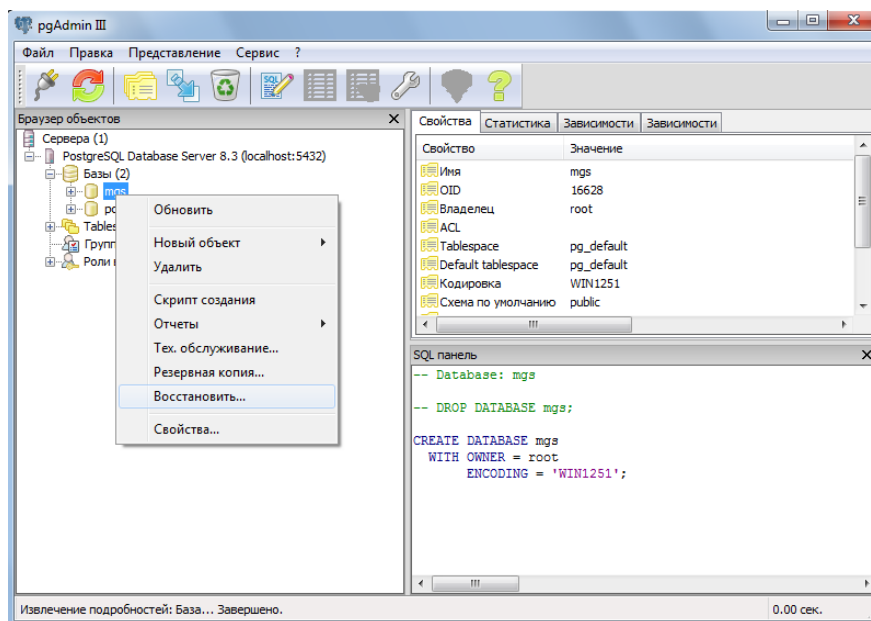 pgAdmin III
Файл Правка Представление Сервис ?
SQL
Браузер объектов
Сервера (1)
PostgreSQL Database Server 8.3 (localhost:5432)
Базы (2)
mgs
Tables
Роли
Обновить
Новый объект
Удалить
Скрипт создания
Отчеты
Тех. обслуживание...
Резервная копия...
Восстановить...
Свойства...
Свойства Статистика Зависимости Зависимости
Свойство Значение
Имя mgs
OID 16628
Владелец root
ACL
Tablespace pg_default
Default tablespace pg_default
Кодировка WIN1251
Схема по умолчанию public
SQL панель
-- Database: mgs
-- DROP DATABASE mgs;
CREATE DATABASE mgs
WITH OWNER = root
ENCODING = 'WIN1251';
Извлечение подробностей: База... Завершено.
0.00 сек.